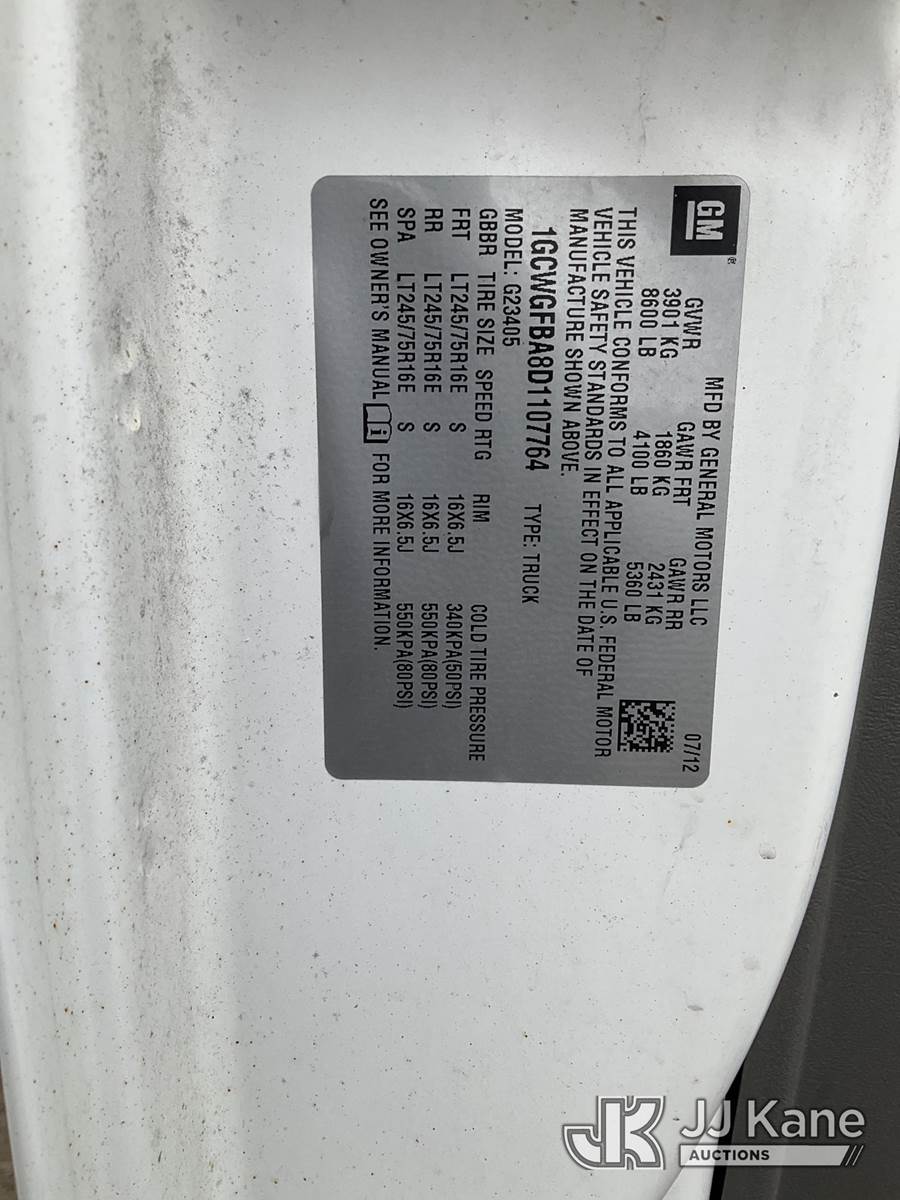 GM
MFD BY GENERAL MOTORS LLC 07/12
GVWR GAWR FRT GAWR RR
3901 KG 1860 KG 2431 KG
8600 LB 4100 LB 5360 LB
THIS VEHICLE CONFORMS TO ALL APPLICABLE U.S. FEDERAL MOTOR
VEHICLE SAFETY STANDARDS IN EFFECT ON THE DATE OF
MANUFACTURE SHOWN ABOVE.
1GCWGFBA8D1107764 TYPE: TRUCK
MODEL: G23405
GBBR TIRE SIZE SPEED RTG RIM COLD TIRE PRESSURE
FRT LT245/75R16E S 16X6.5J 340KPA(50PSI)
RR LT245/75R16E S 16X6.5J 550KPA(80PSI)
SPA LT245/75R16E S 16X6.5J 550KPA(80PSI)
SEE OWNER'S MANUAL FOR MORE INFORMATION.
JK JJ Kane
AUCTIONS